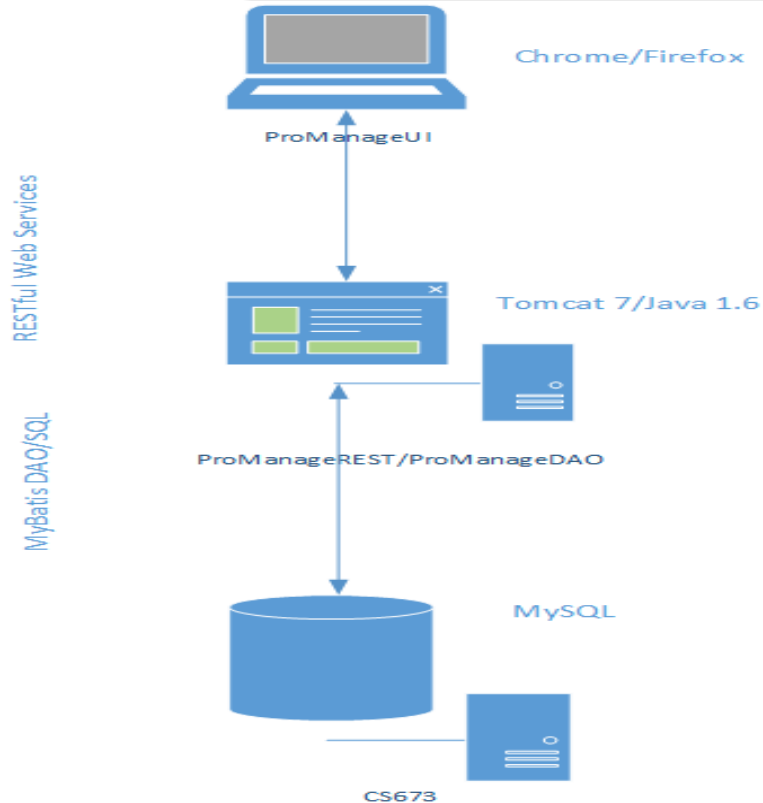 Chrome/Firefox
ProManageUI
RESTful Web Services
Tomcat 7/Java 1.6
MyBatis DAO/SQL
ProManageREST/ProManageDAO
MySQL
CS673